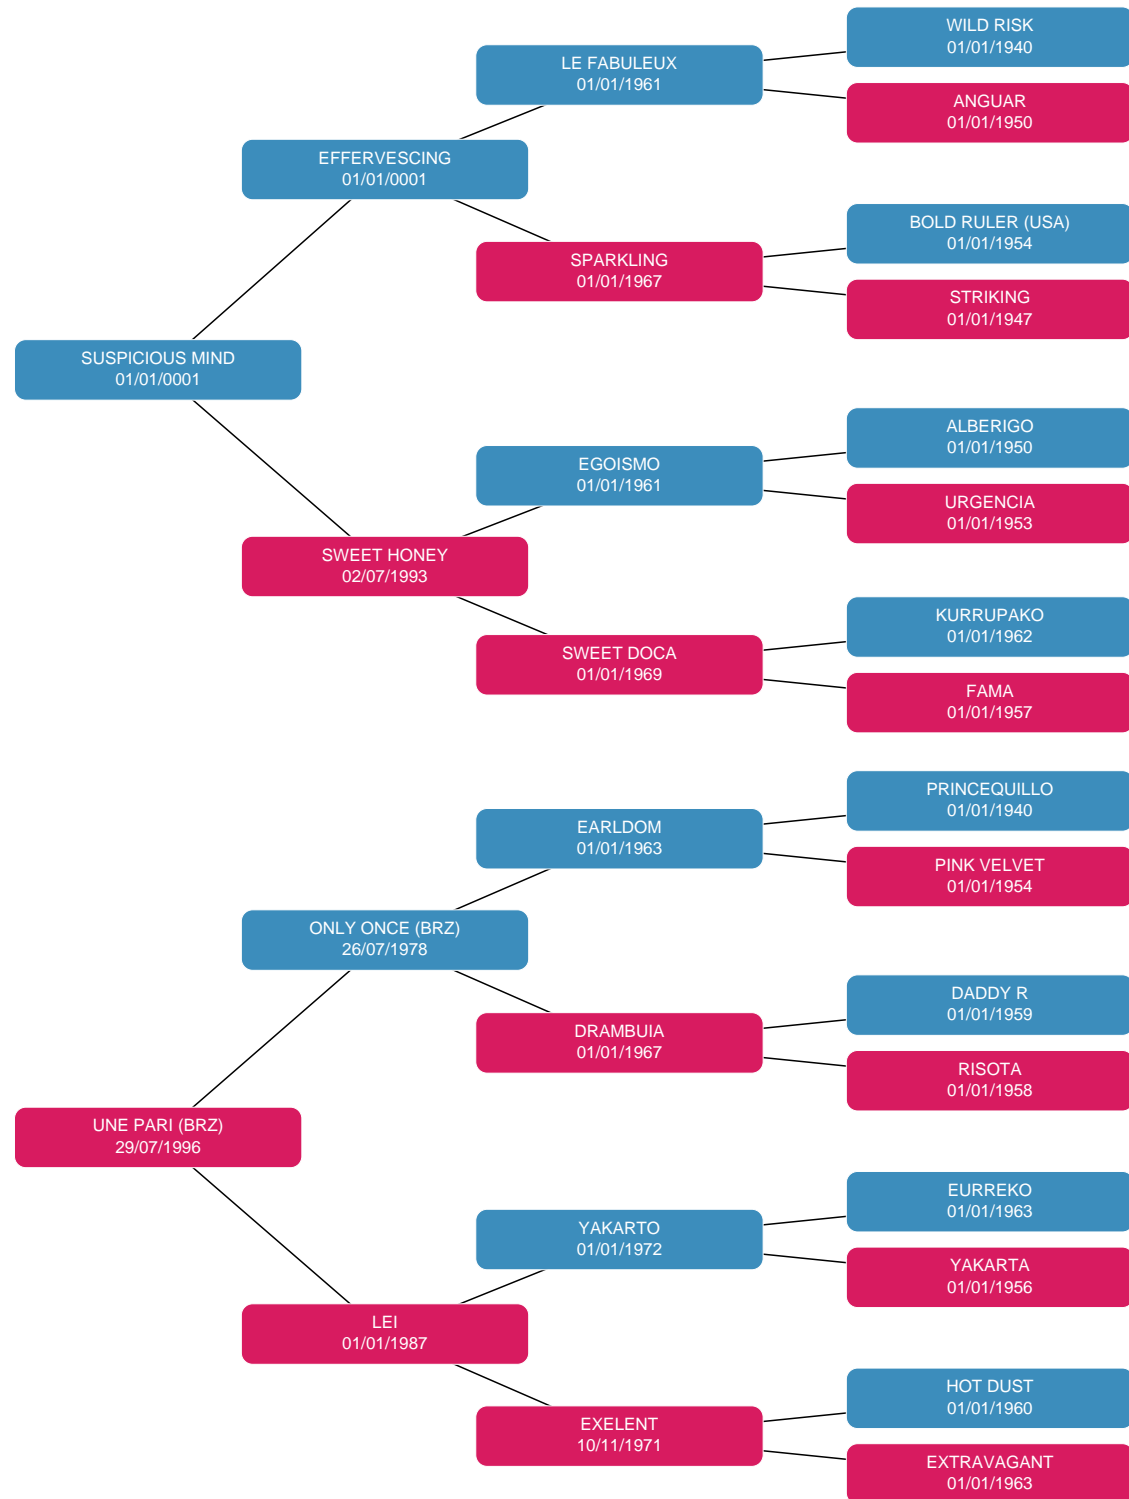 WILD RISK
01/01/1940
LE FABULEUX
01/01/1961
ANGUAR
01/01/1950
EFFERVESCING
01/01/0001
BOLD RULER (USA)
01/01/1954
SPARKLING
01/01/1967
STRIKING
01/01/1947
SUSPICIOUS MIND
01/01/0001
ALBERIGO
01/01/1950
EGOISMO
01/01/1961
URGENCIA
01/01/1953
SWEET HONEY
02/07/1993
KURRUPAKO
01/01/1962
SWEET DOCA
01/01/1969
FAMA
01/01/1957
PRINCEQUILLO
01/01/1940
EARLDOM
01/01/1963
PINK VELVET
01/01/1954
ONLY ONCE (BRZ)
26/07/1978
DADDY R
01/01/1959
DRAMBUIA
01/01/1967
RISOTA
01/01/1958
UNE PARI (BRZ)
29/07/1996
EURREKO
01/01/1963
YAKARTO
01/01/1972
YAKARTA
01/01/1956
LEI
01/01/1987
HOT DUST
01/01/1960
EXELENT
10/11/1971
EXTRAVAGANT
01/01/1963